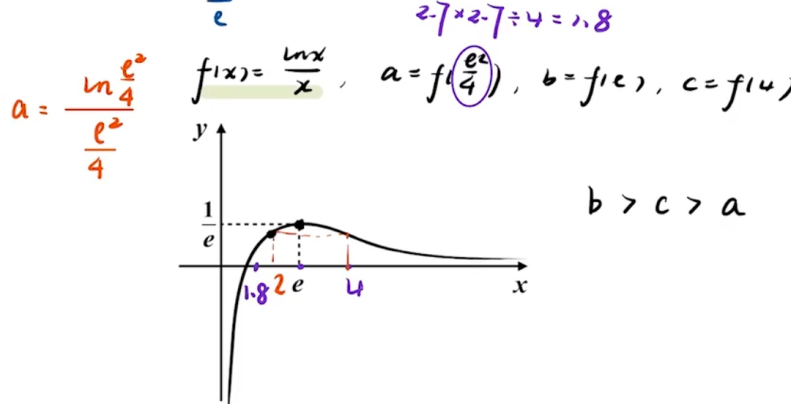 e
2.7×2.7÷4=1.8
f(x)=lnx/x, a=f(e²/4), b=f(e), c=f(4)
a=(ln e²/4)/(e²/4)
y
1/e
b>c>a
1.8 2 e 4 x